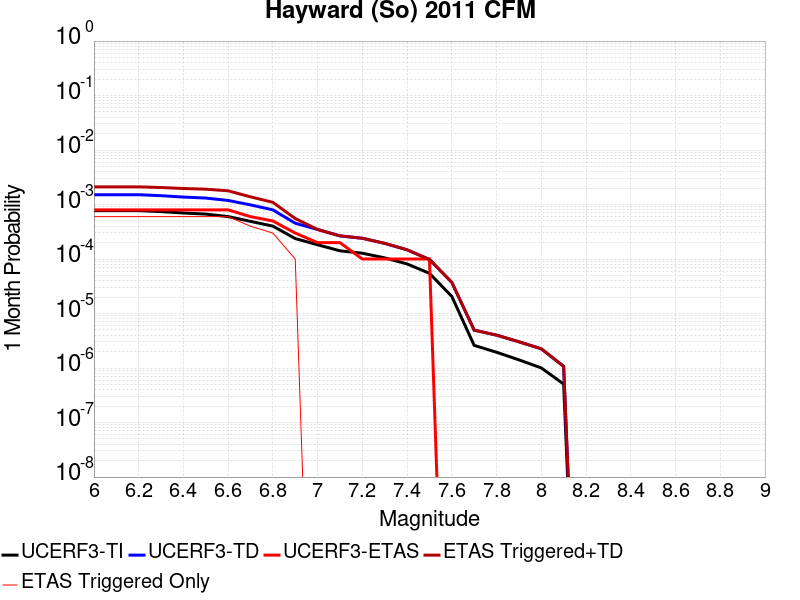 Hayward (So) 2011 CFM
10^0
10^-1
10^-2
10^-3
10^-4
10^-5
10^-6
10^-7
10^-8
1 Month Probability
6 6.2 6.4 6.6 6.8 7 7.2 7.4 7.6 7.8 8 8.2 8.4 8.6 8.8 9
Magnitude
UCERF3-TI UCERF3-TD UCERF3-ETAS ETAS Triggered+TD
ETAS Triggered Only